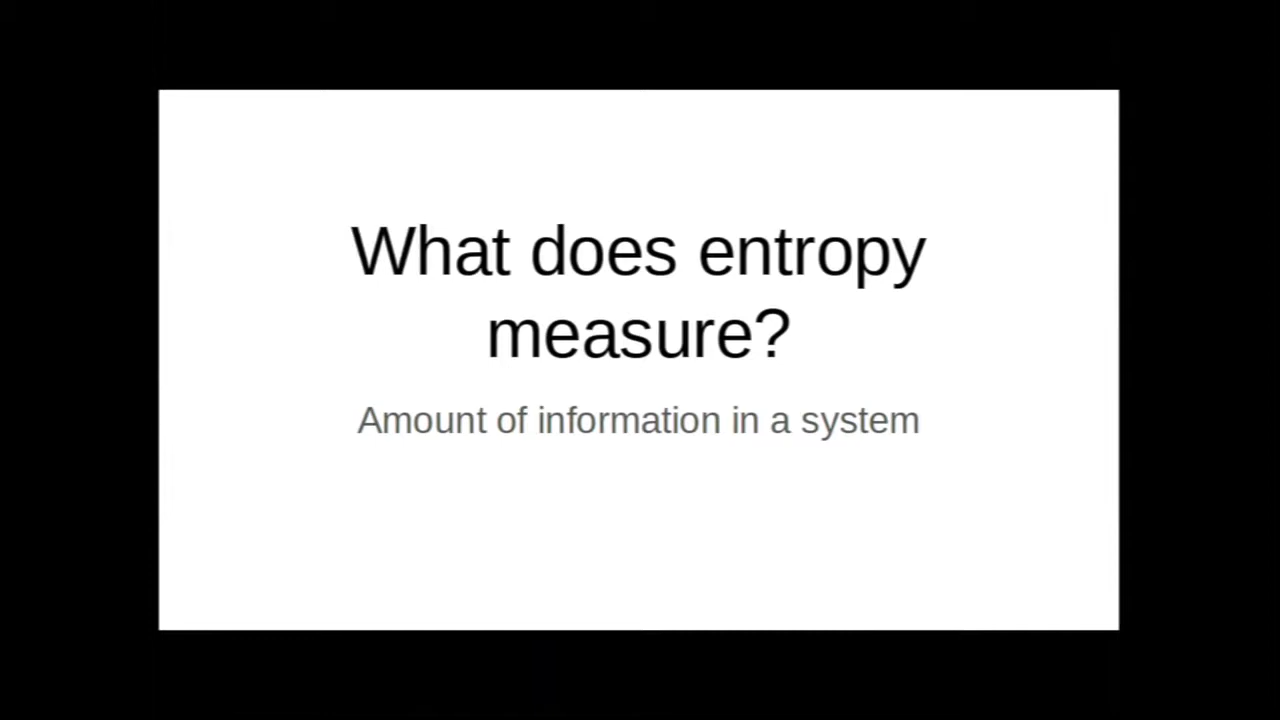 What does entropy
measure?
Amount of information in a system